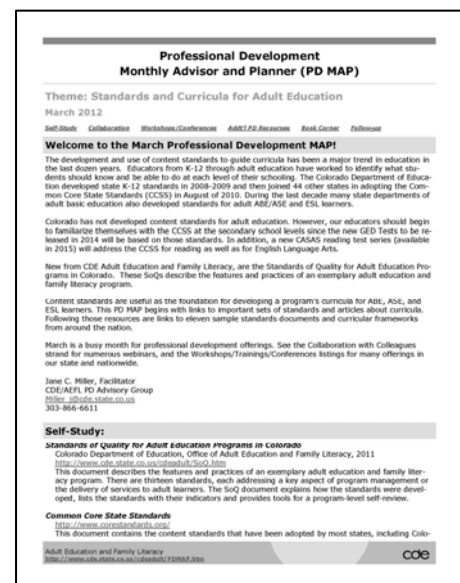 Professional Development
Monthly Advisor and Planner (PD MAP)
Theme: Standards and Curricula for Adult Education
March 2012
Self-Study Collaboration Workshops/Conferences Addt'l PD Recourses Book Corner Follow-up
Welcome to the March Professional Development MAP!
The development and use of content standards to guide curricula has been a major trend in education in
the last dozen years. Educators from K-12 through adult education have worked to identify what stu-
dents should know and be able to do at each level of their schooling. The Colorado Department of Educa-
tion developed state K-12 standards in 2008-2009 and then joined 44 other states in adopting the Com-
mon Core State Standards (CCSS) in August of 2010. During the last decade many state departments of
adult basic education also developed standards for adult ABE/ASE and ESL learners.
Colorado has not developed content standards for adult education. However, our educators should begin
to familiarize themselves with the CCSS at the secondary school levels since the new GED Tests to be re-
leased in 2014 will be based on those standards. In addition, a new CASAS reading test series (available
in 2015) will address the CCSS for reading as well as for English Language Arts.
New from CDE Adult Education and Family Literacy, are the Standards of Quality for Adult Education Pro-
grams in Colorado. These SoQs describe the features and practices of an exemplary adult education and
family literacy program.
Content standards are useful as the foundation for developing a program's curricula for ABE, ASE, and
ESL learners. This PD MAP begins with links to important sets of standards and articles about curricula.
Following those resources are links to eleven sample standards documents and curricular frameworks
from around the nation.
March is a busy month for professional development offerings. See the Collaboration with Colleagues
strand for numerous webinars, and the Workshops/Trainings/Conferences listings for many offerings in
our state and nationwide.
Jane C. Miller, Facilitator
CDE/AEFL PD Advisory Group
Miller_j@cde.state.co.us
303-866-6611
Self-Study:
Standards of Quality for Adult Education Programs in Colorado
Colorado Department of Education, Office of Adult Education and Family Literacy, 2011
http://www.cde.state.co.us/cdeadult/SoQ.htm
This document describes the features and practices of an exemplary adult education and family liter-
acy program. There are thirteen standards, each addressing a key aspect of program management or
the delivery of services to adult learners. The SoQ document explains how the standards were devel-
oped, lists the standards with their indicators and provides tools for a program-level self-review.
Common Core State Standards
http://www.corestandards.org/
This document contains the content standards that have been adopted by most states, including Colo-
Adult Education and Family Literacy
http://www.cde.state.co.us/cdeadult/PDMAP.htm
cde